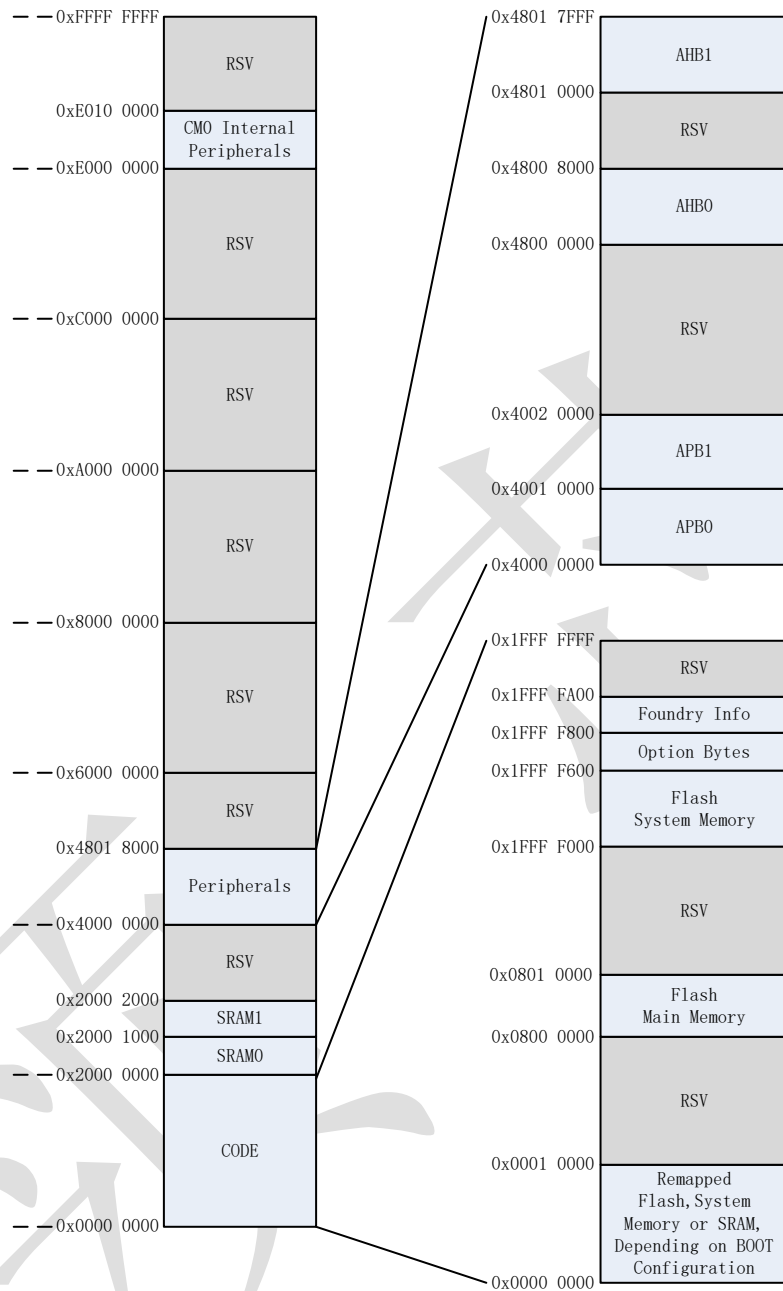 0xFFFF FFFF
RSV
0xE010 0000
CM0 Internal
Peripherals
0xE000 0000
RSV
0xC000 0000
RSV
0xA000 0000
RSV
0x8000 0000
RSV
0x6000 0000
RSV
0x4801 8000
Peripherals
0x4000 0000
RSV
0x2000 2000
SRAM1
0x2000 1000
SRAM0
0x2000 0000
CODE
0x0000 0000
0x4801 7FFF
AHB1
0x4801 0000
RSV
0x4800 8000
AHB0
0x4800 0000
RSV
0x4002 0000
APB1
0x4001 0000
APB0
0x4000 0000
0x1FFF FFFF
RSV
0x1FFF FA00
Foundry Info
0x1FFF F800
Option Bytes
0x1FFF F600
Flash
System Memory
0x1FFF F000
RSV
0x0801 0000
Flash
Main Memory
0x0800 0000
RSV
0x0001 0000
Remapped
Flash,System
Memory or SRAM,
Depending on BOOT
Configuration
0x0000 0000